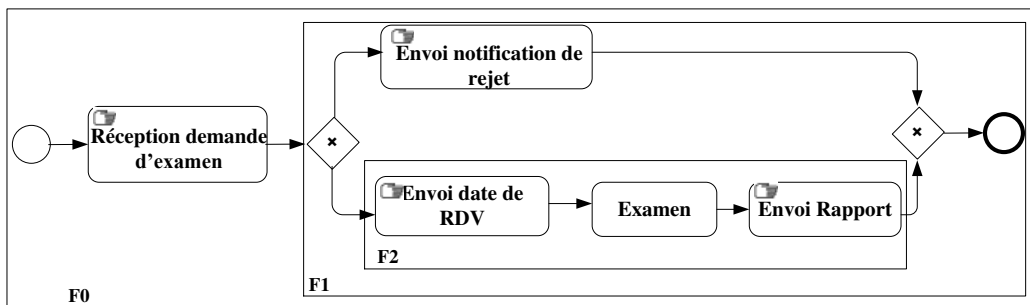 Envoi notification de
rejet
Réception demande
d'examen
Envoi date de
RDV
Examen
Envoi Rapport
F2
F1
F0